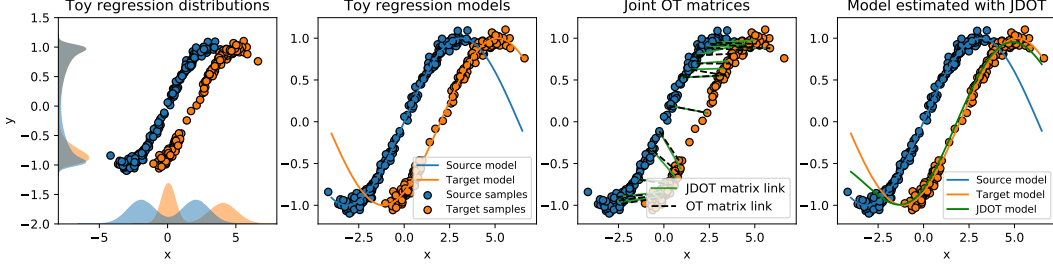 Toy regression distributions
1.5
1.0
0.5
0.0
−0.5
−1.0
−1.5
−2.0
y
−5
0
5
x
Toy regression models
1.0
0.5
0.0
−0.5
−1.0
Source model
Target model
Source samples
Target samples
−2.5
0.0
2.5
5.0
x
Joint OT matrices
1.0
0.5
0.0
−0.5
−1.0
JDOT matrix link
OT matrix link
−2.5
0.0
2.5
5.0
x
Model estimated with JDOT
1.0
0.5
0.0
−0.5
−1.0
Source model
Target model
JDOT model
−2.5
0.0
2.5
5.0
x